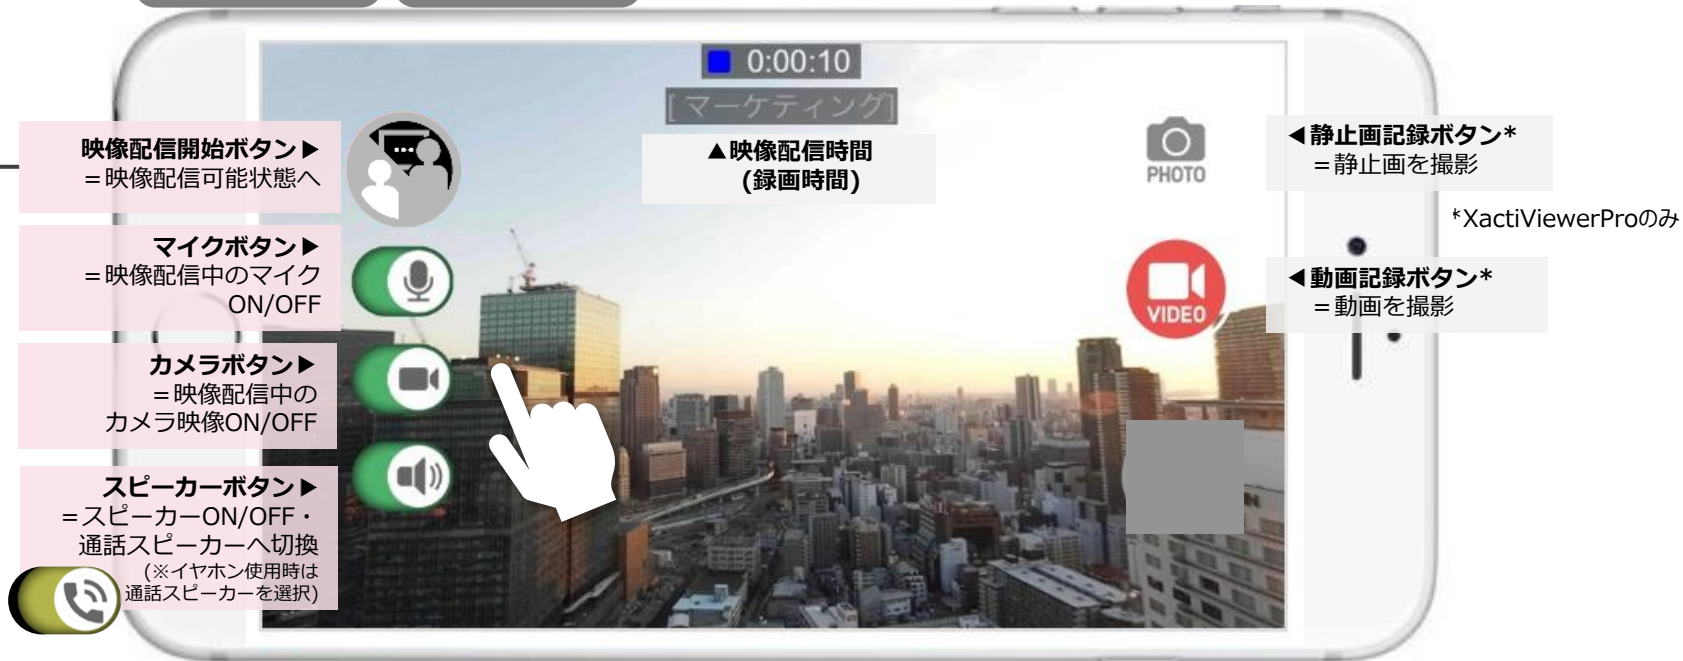 0:00:10
[マーケティング]
▲映像配信時間
(録画時間)
映像配信開始ボタン▶
=映像配信可能状態へ
マイクボタン▶
=映像配信中のマイク
ON/OFF
カメラボタン▶
=映像配信中の
カメラ映像ON/OFF
スピーカーボタン▶
=スピーカーON/OFF・
通話スピーカーへ切換
(※イヤホン使用時は
通話スピーカーを選択)
PHOTO
◀静止画記録ボタン*
=静止画を撮影
*XactiViewerProのみ
VIDEO
◀動画記録ボタン*
=動画を撮影